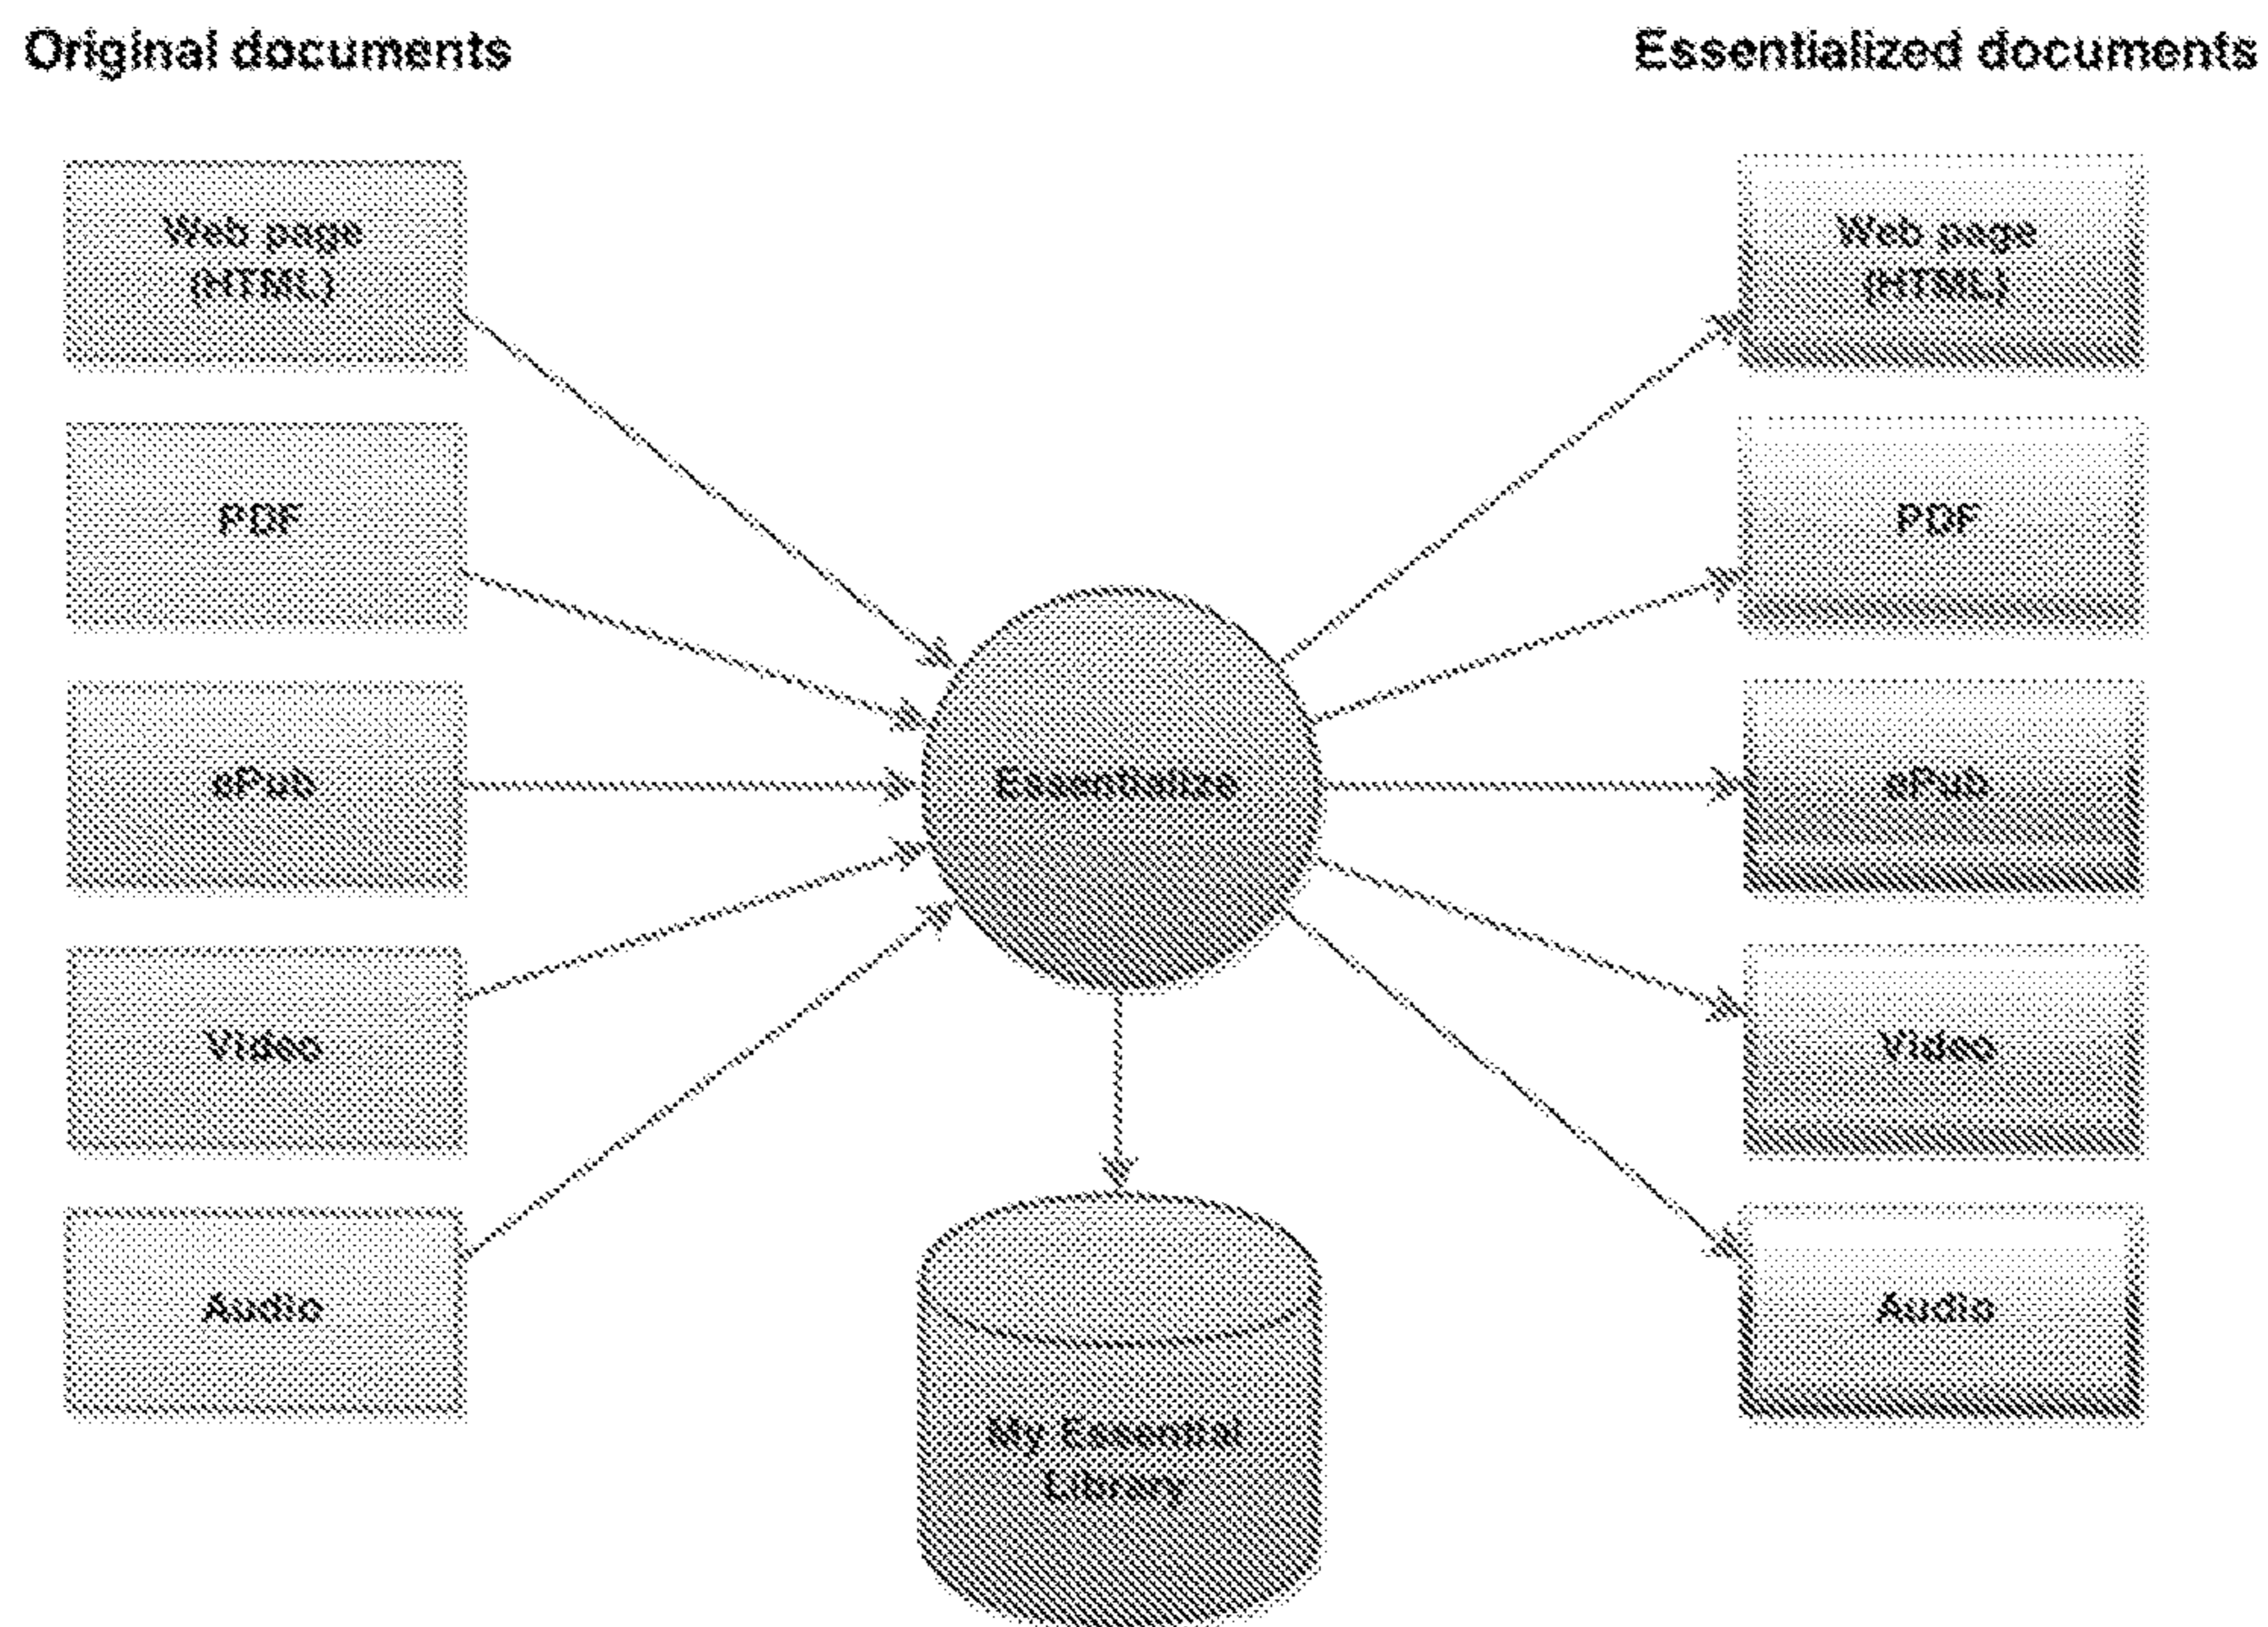 Original documents
Essentialized documents
Web page
(HTML)
PDF
ePub
Video
Audio
Essentialize
My Essential
Library
Web page
(HTML)
PDF
ePub
Video
Audio